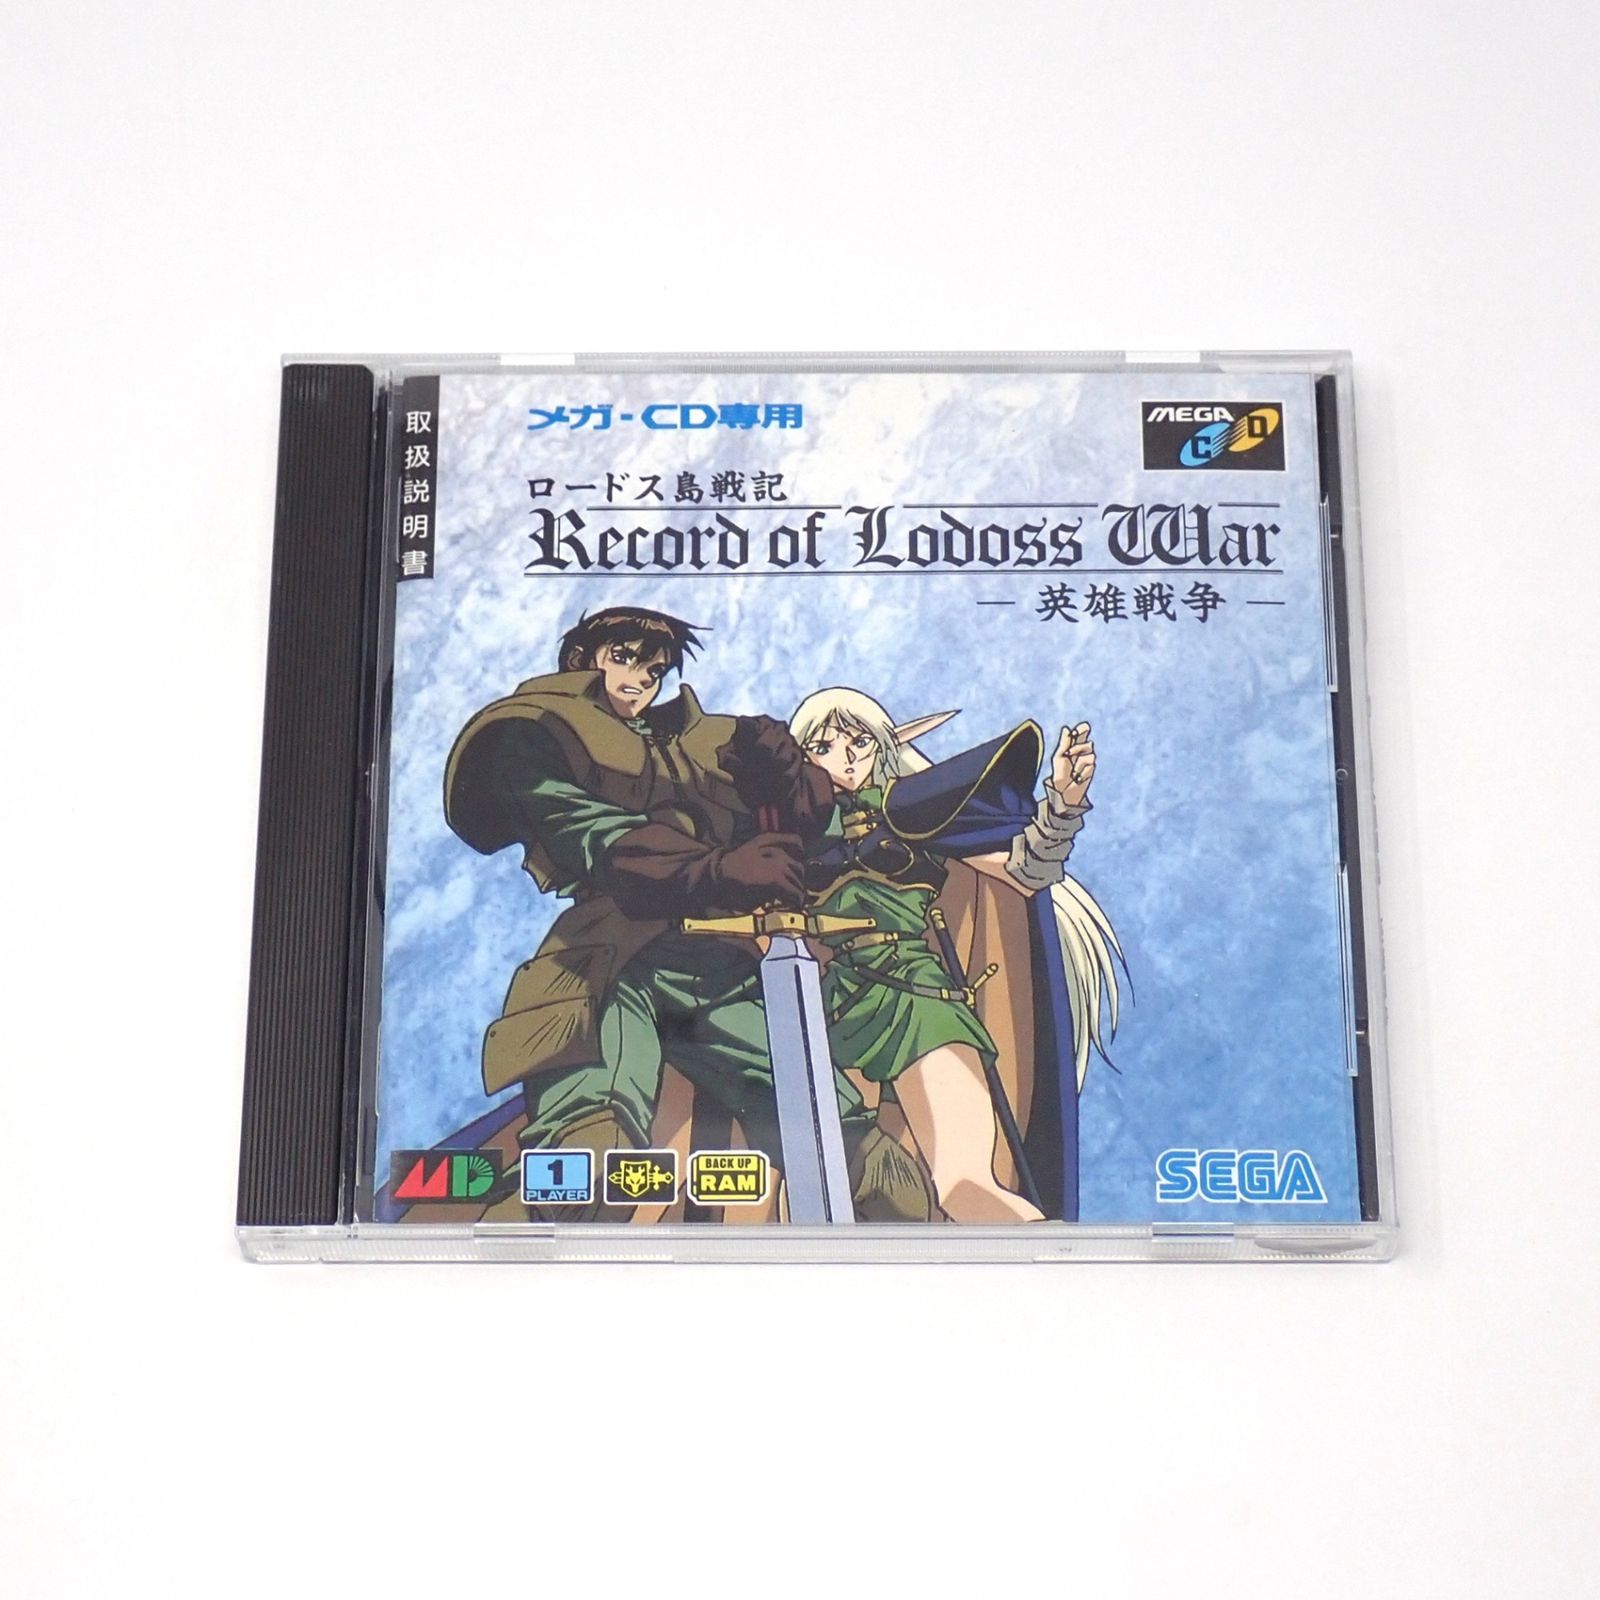 取扱説明書
メガ-CD専用
MEGA
CD
ロードス島戦記
Record of Lodoss War
― 英雄戦争 ―
MD
1
PLAYER
BACK UP
RAM
SEGA